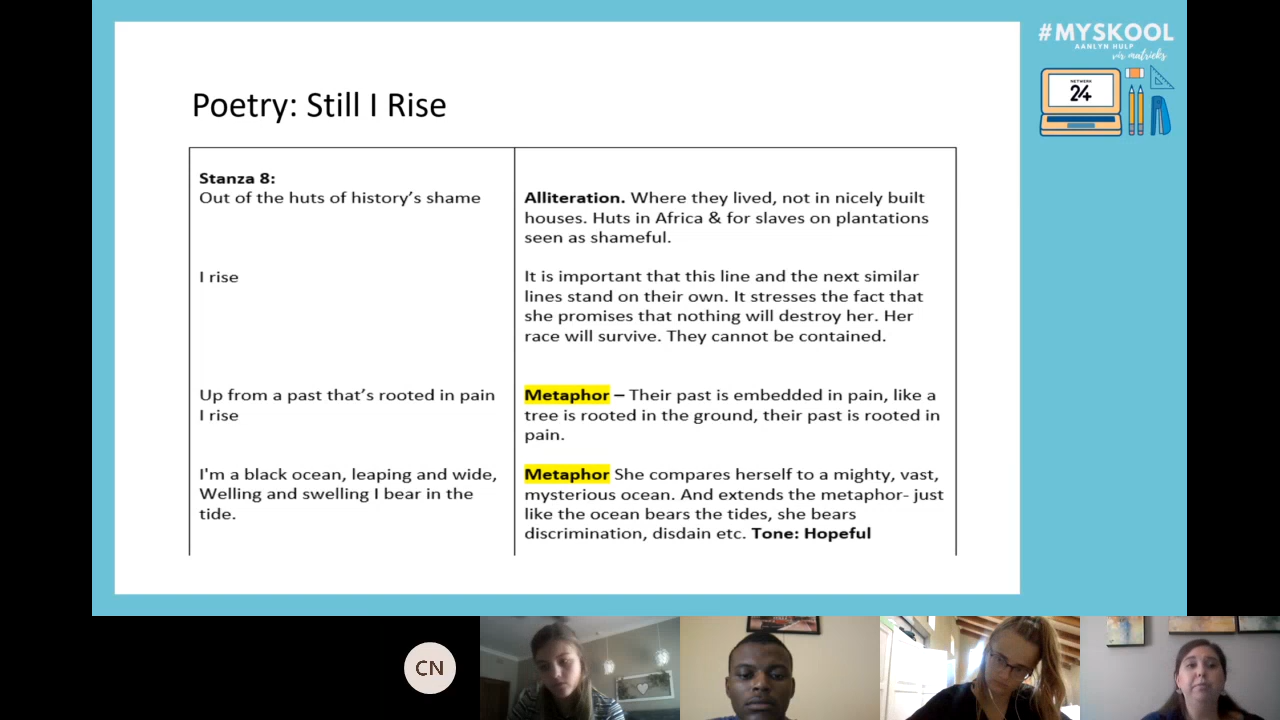 #MYSKOOL
AANLYN HULP
vir matrieks
NETWERK
24
Poetry: Still I Rise
Stanza 8:
Out of the huts of history's shame
Alliteration. Where they lived, not in nicely built
houses. Huts in Africa & for slaves on plantations
seen as shameful.
I rise
It is important that this line and the next similar
lines stand on their own. It stresses the fact that
she promises that nothing will destroy her. Her
race will survive. They cannot be contained.
Up from a past that's rooted in pain
I rise
Metaphor – Their past is embedded in pain, like a
tree is rooted in the ground, their past is rooted in
pain.
I'm a black ocean, leaping and wide,
Welling and swelling I bear in the
tide.
Metaphor She compares herself to a mighty, vast,
mysterious ocean. And extends the metaphor- just
like the ocean bears the tides, she bears
discrimination, disdain etc. Tone: Hopeful
CN